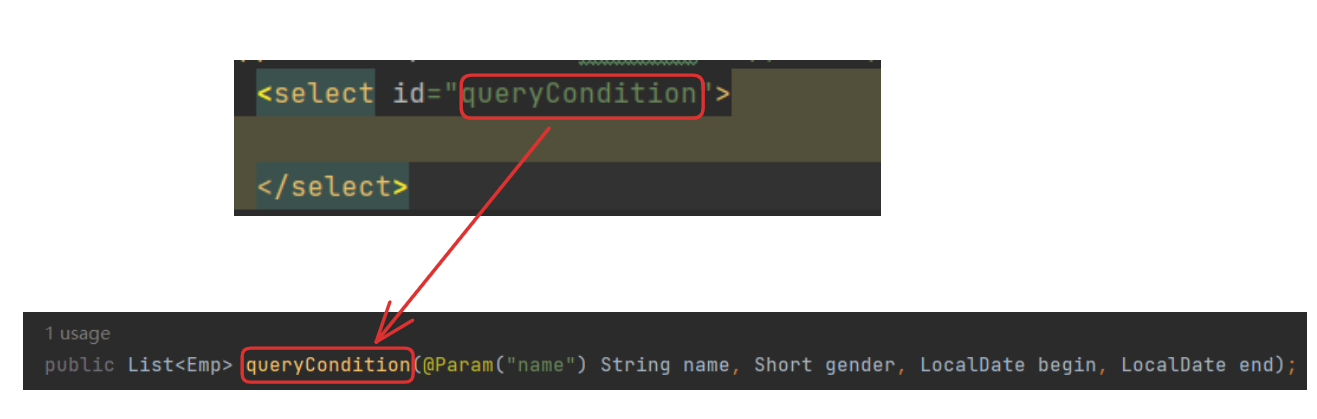 <select id="queryCondition">
</select>
1 usage
public List<Emp> queryCondition(@Param("name") String name, Short gender, LocalDate begin, LocalDate end);